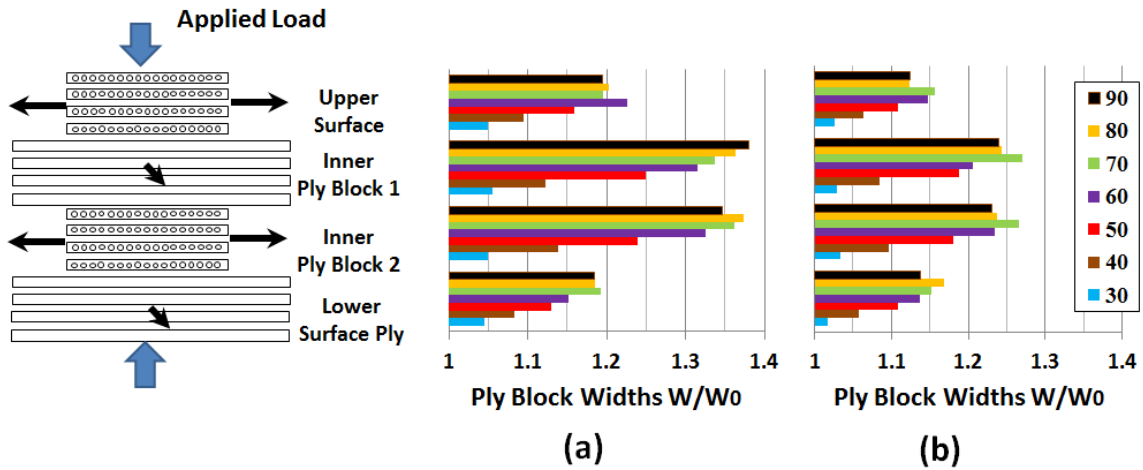 Applied Load
Upper
Surface
Inner
Ply Block 1
Inner
Ply Block 2
Lower
Surface Ply
1 1.1 1.2 1.3 1.4
Ply Block Widths W/W0
(a)
1 1.1 1.2 1.3 1.4
Ply Block Widths W/W0
(b)
90
80
70
60
50
40
30